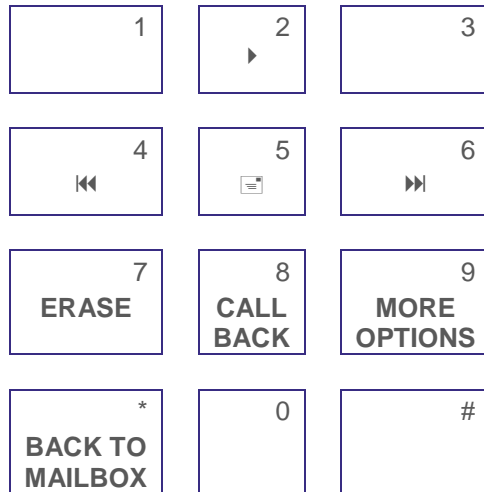 1 2 3
4 5 6
7 8 9
ERASE CALL MORE
BACK OPTIONS
* 0 #
BACK TO
MAILBOX